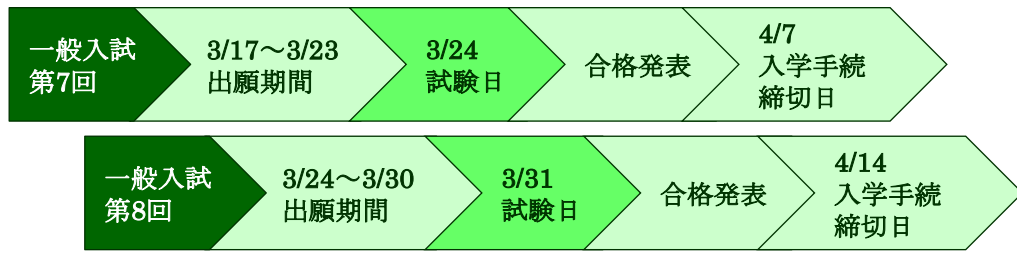 一般入試
第7回
3/17～3/23
出願期間
3/24
試験日
合格発表
4/7
入学手続
締切日
一般入試
第8回
3/24～3/30
出願期間
3/31
試験日
合格発表
4/14
入学手続
締切日